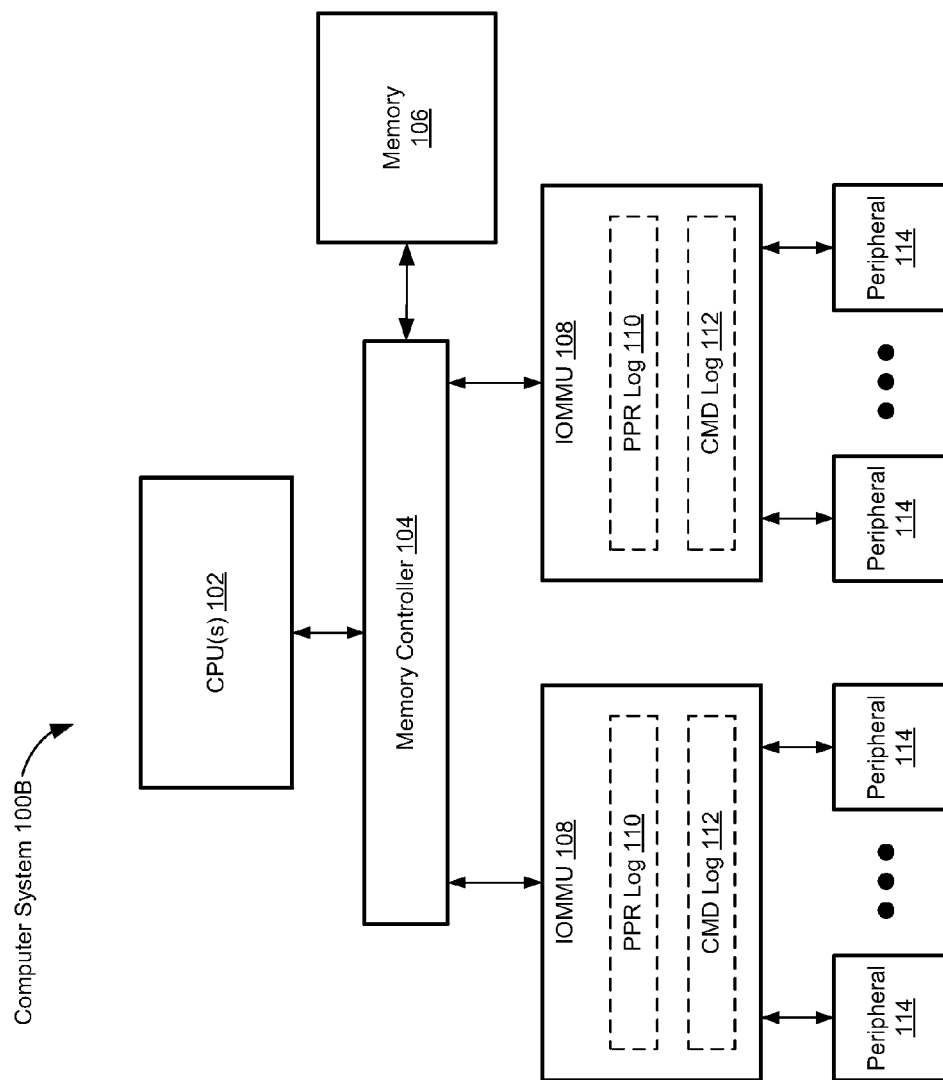 Computer System 100B
CPU(s) 102
Memory Controller 104
Memory
106
IOMMU 108
PPR Log 110
CMD Log 112
IOMMU 108
PPR Log 110
CMD Log 112
Peripheral
114
Peripheral
114
Peripheral
114
Peripheral
114